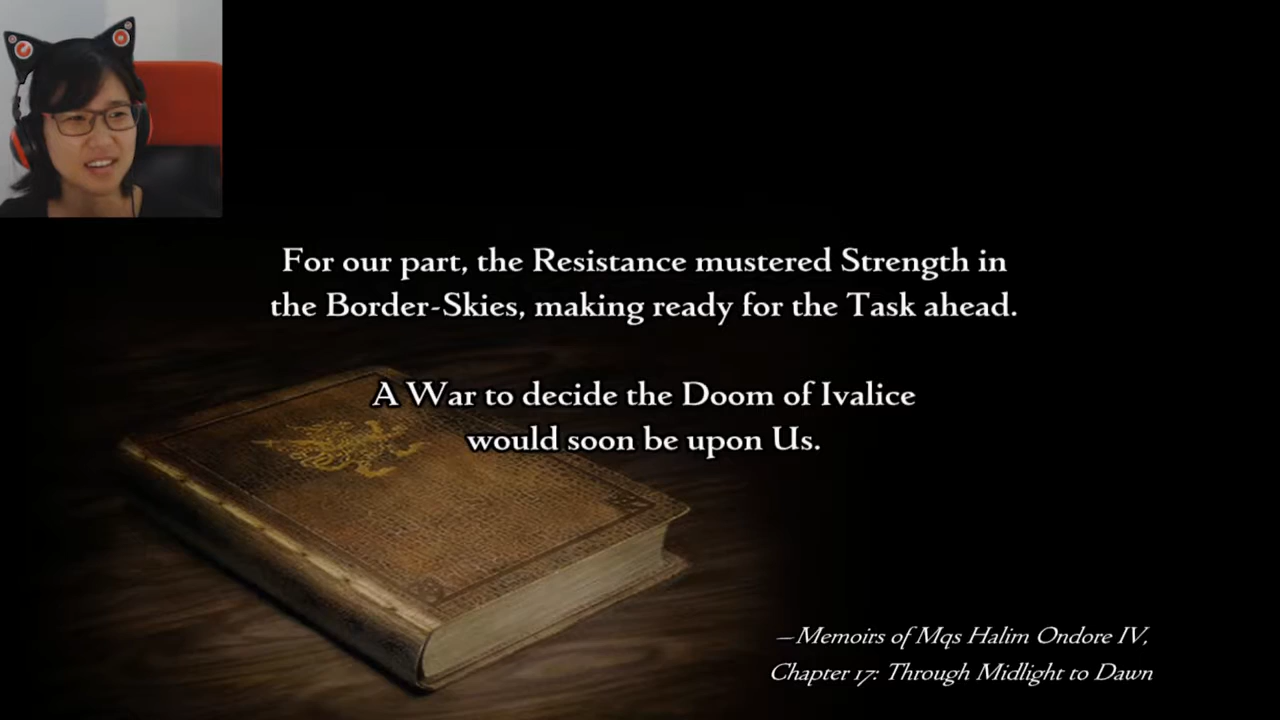 For our part, the Resistance mustered Strength in
the Border-Skies, making ready for the Task ahead.
A War to decide the Doom of Ivalice
would soon be upon Us.
—Memoirs of Mqs Halim Ondore IV,
Chapter 17: Through Midlight to Dawn